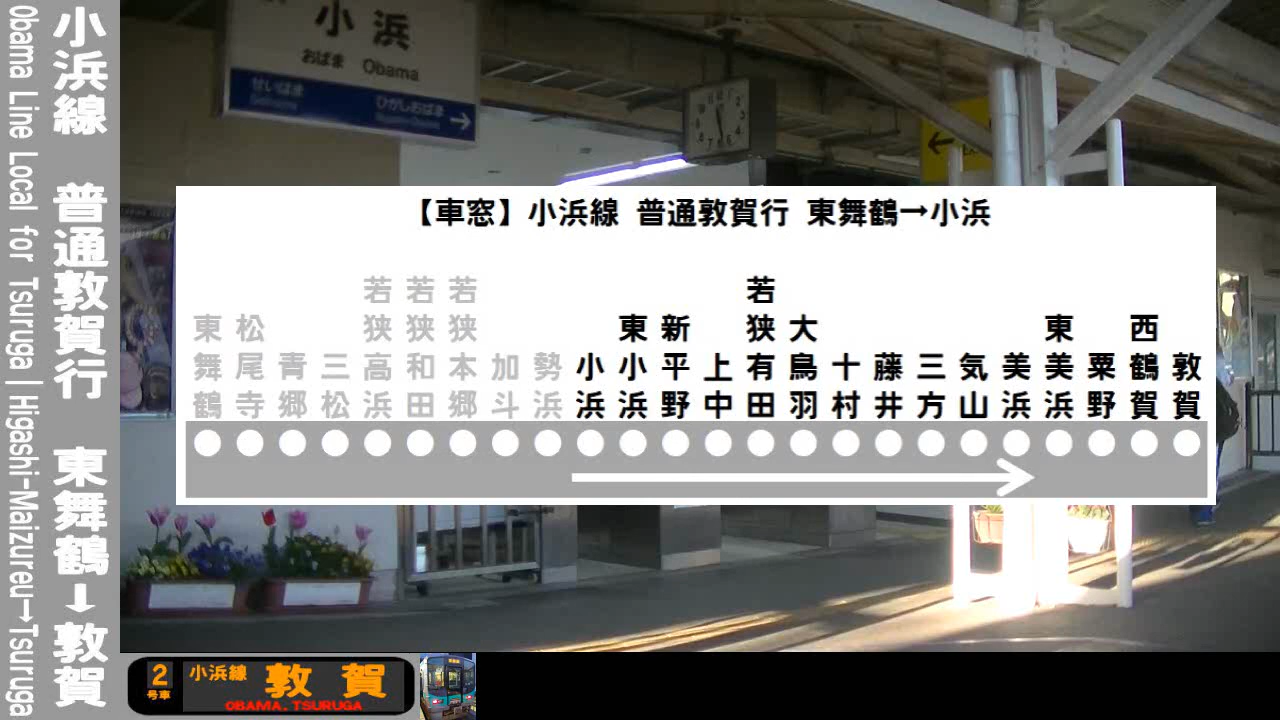 小浜線 普通敦賀行 東舞鶴→敦賀
Obama Line Local for Tsuruga | Higashi-Maizureu→Tsuruga
小浜
おばま Obama
せいはま
ひがしおばま →
【車窓】小浜線 普通敦賀行 東舞鶴→小浜
東舞鶴
松尾寺
青郷
三松
若狭高浜
若狭和田
若狭本郷
加斗
勢浜
小浜
東小浜
新平野
上中
若狭有田
大鳥羽
十村
藤井
三方
気山
美浜
東美浜
粟野
西鶴賀
敦賀
2
号車
小浜線
敦賀
OBAMA. TSURUGA